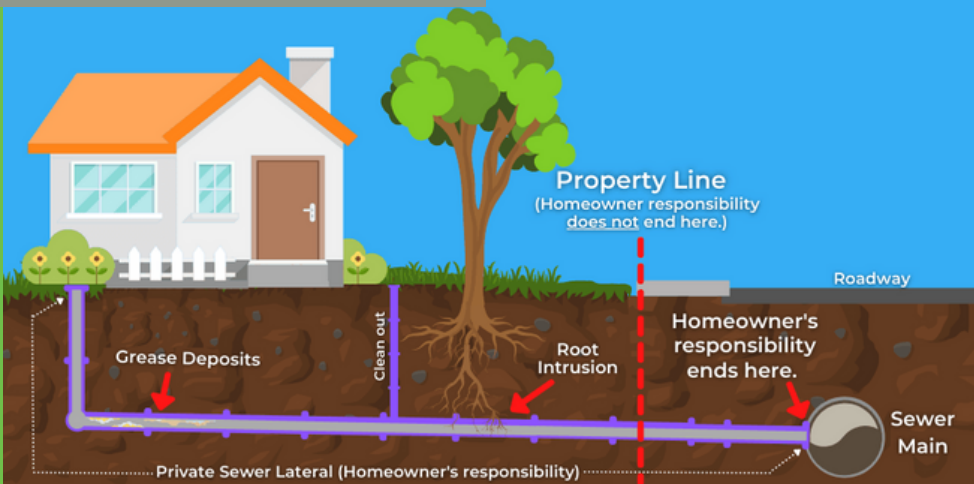 Property Line
(Homeowner responsibility
does not end here.)
Roadway
Homeowner's
responsibility
ends here.
Grease Deposits
Clean out
Root
Intrusion
Sewer
Main
Private Sewer Lateral (Homeowner's responsibility)